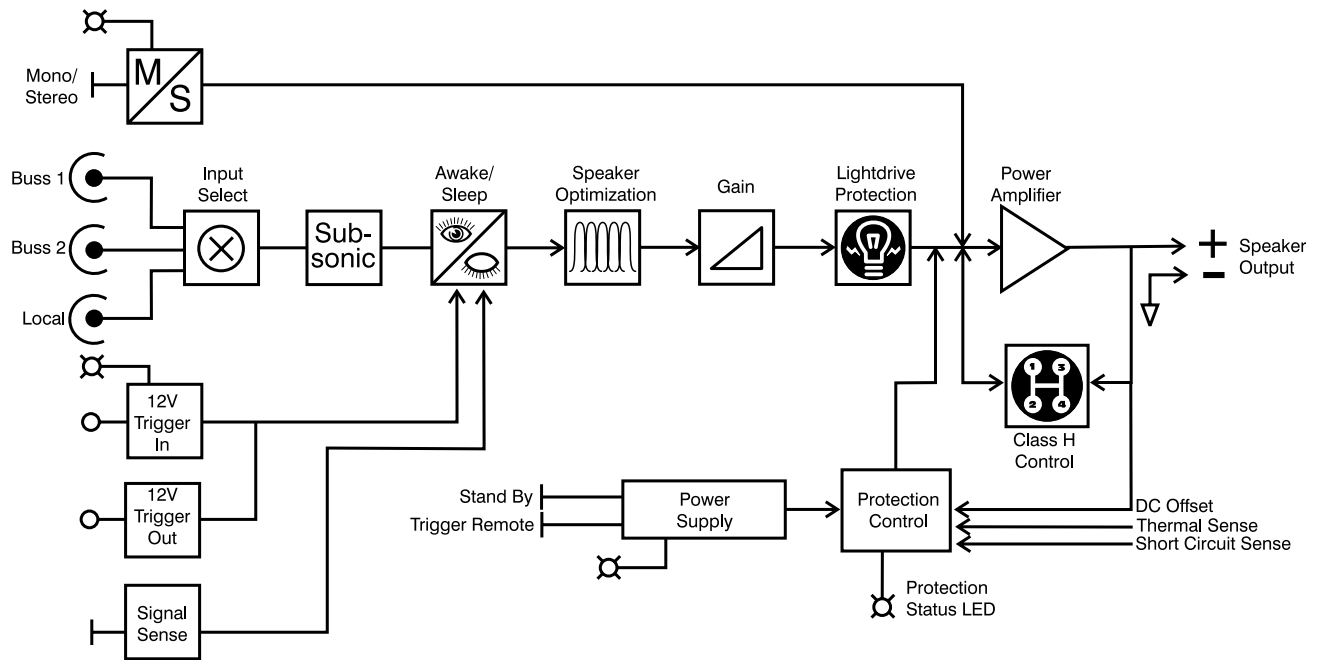 Mono/
Stereo
M
S
Buss 1
Buss 2
Local
Input
Select
Sub-
sonic
Awake/
Sleep
Speaker
Optimization
Gain
Lightdrive
Protection
Power
Amplifier
+ Speaker
- Output
12V
Trigger
In
12V
Trigger
Out
Signal
Sense
1 3
2 4
Class H
Control
Stand By
Trigger Remote
Power
Supply
Protection
Control
DC Offset
Thermal Sense
Short Circuit Sense
Protection
Status LED